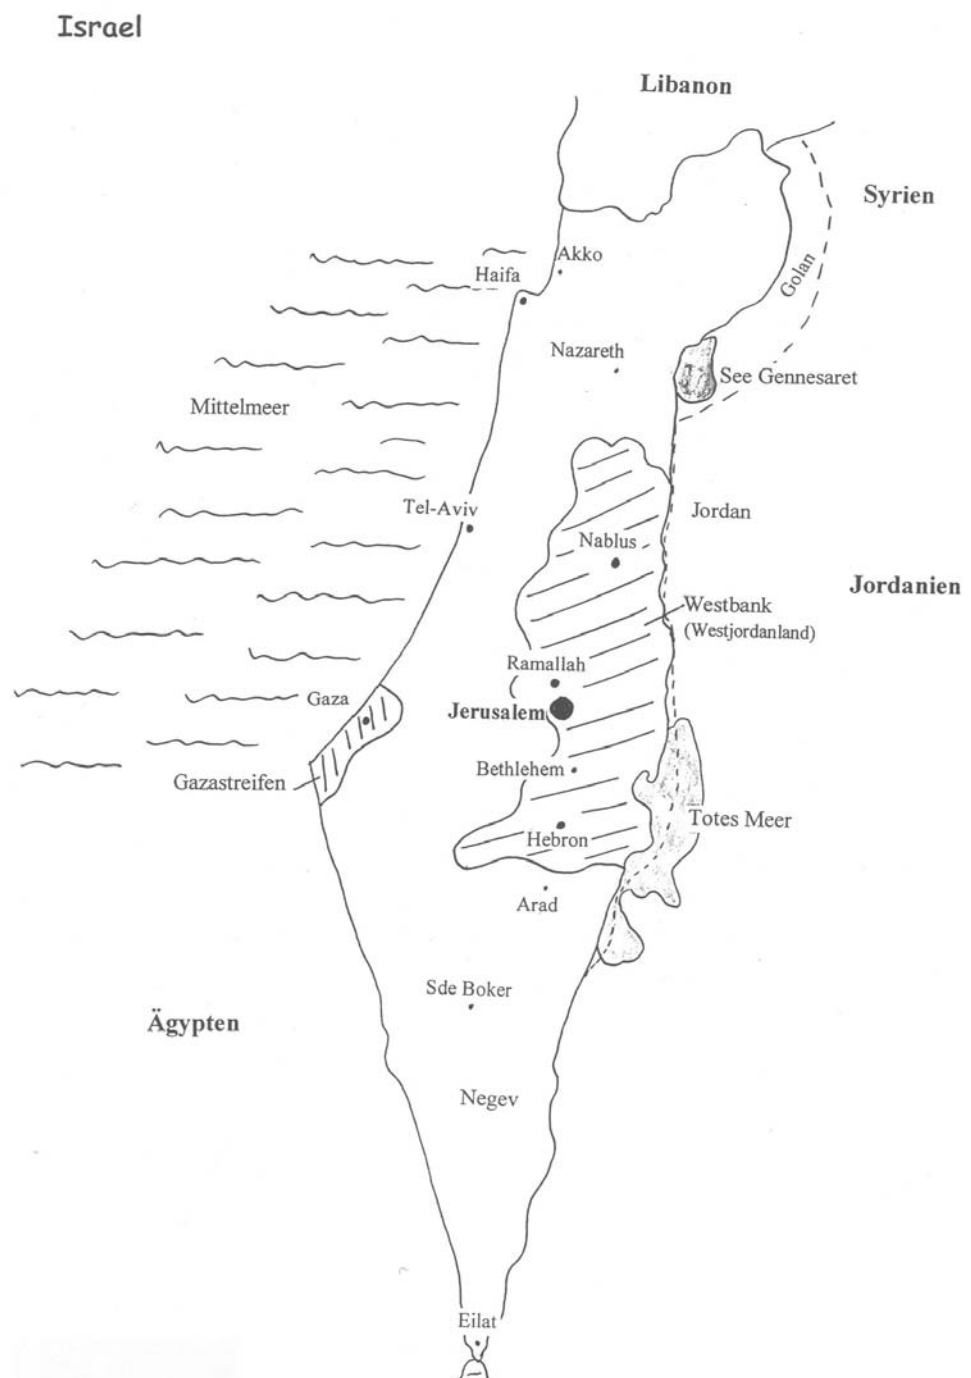 Israel
Libanon
Syrien
Akko
Golan
Haifa
Nazareth
See Gennesaret
Mittelmeer
Tel-Aviv
Jordan
Nablus
Jordanien
Westbank
(Westjordanland)
Ramallah
Gaza
Jerusalem
Bethlehem
Gazastreifen
Totes Meer
Hebron
Arad
Sde Boker
Ägypten
Negev
Eilat